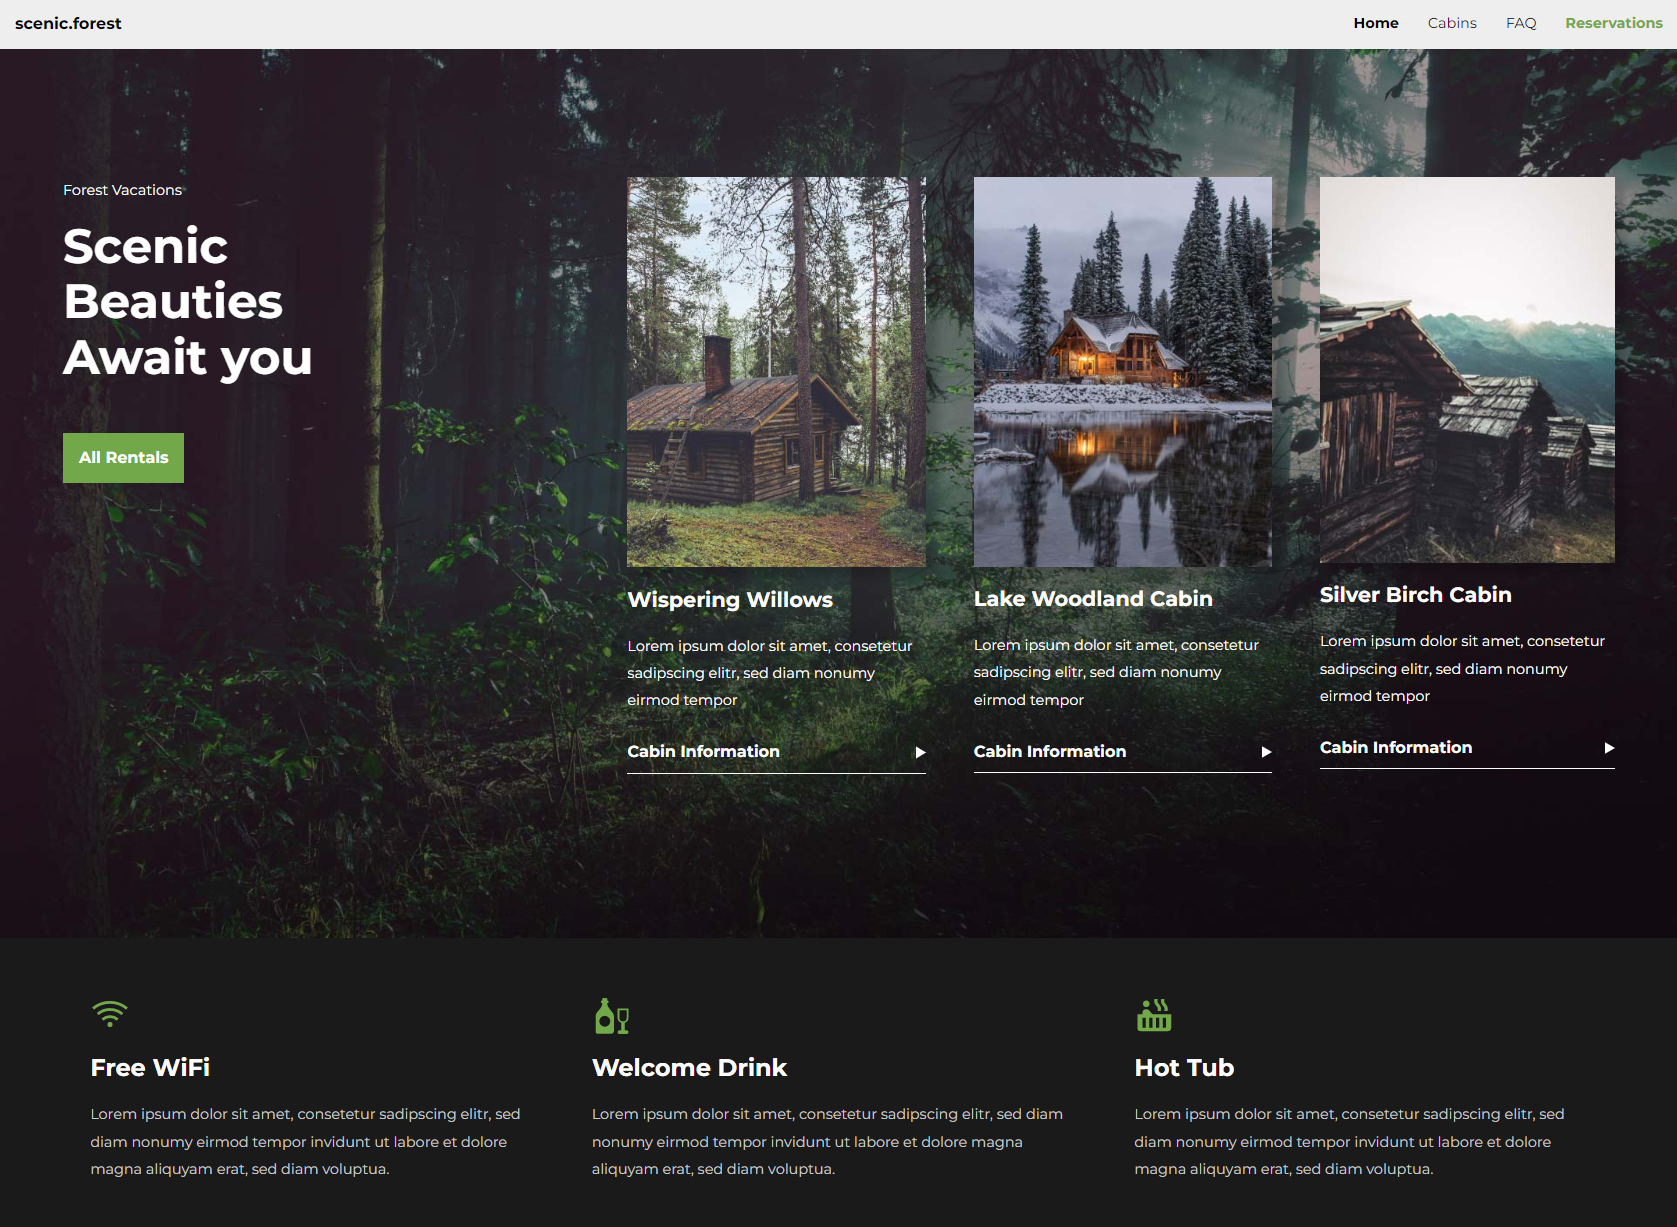 scenic.forest
Home Cabins FAQ Reservations
Forest Vacations
Scenic
Beauties
Await you
All Rentals
Wispering Willows
Lorem ipsum dolor sit amet, consetetur
sadipscing elitr, sed diam nonumy
eirmod tempor
Cabin Information
Lake Woodland Cabin
Lorem ipsum dolor sit amet, consetetur
sadipscing elitr, sed diam nonumy
eirmod tempor
Cabin Information
Silver Birch Cabin
Lorem ipsum dolor sit amet, consetetur
sadipscing elitr, sed diam nonumy
eirmod tempor
Cabin Information
Free WiFi
Lorem ipsum dolor sit amet, consetetur sadipscing elitr, sed
diam nonumy eirmod tempor invidunt ut labore et dolore
magna aliquyam erat, sed diam voluptua.
Welcome Drink
Lorem ipsum dolor sit amet, consetetur sadipscing elitr, sed diam
nonumy eirmod tempor invidunt ut labore et dolore magna
aliquyam erat, sed diam voluptua.
Hot Tub
Lorem ipsum dolor sit amet, consetetur sadipscing elitr, sed
diam nonumy eirmod tempor invidunt ut labore et dolore
magna aliquyam erat, sed diam voluptua.